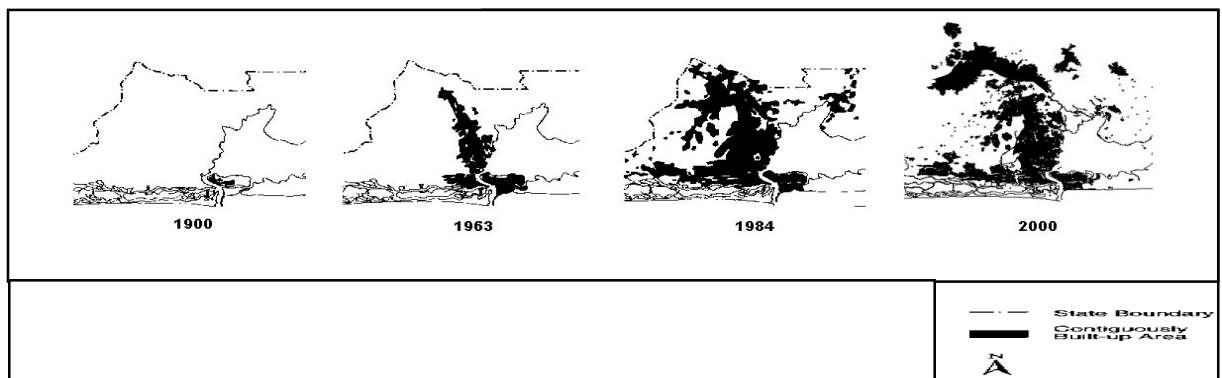 1900
1963
1984
2000
State Boundary
Contiguously
Built-up Area
N